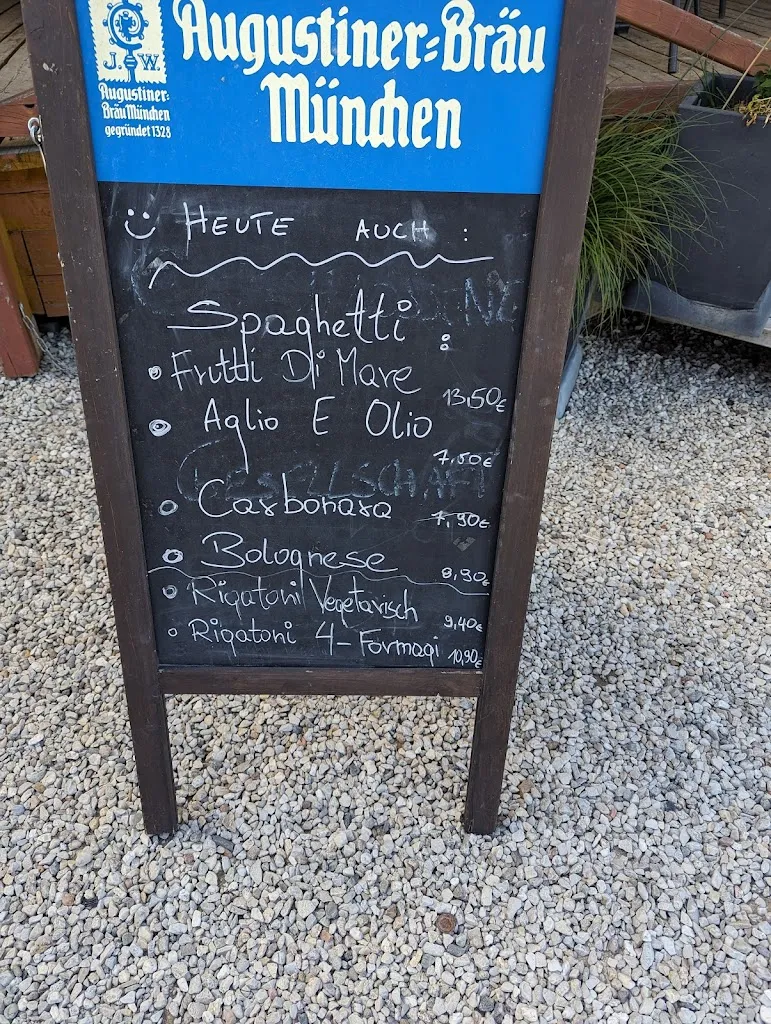 J. W.
Augustiner=
Bräu München
gegründet 1328
Augustiner=Bräu
München
HEUTE AUCH :
Spaghetti :
Frutti Di Mare 13,50€
Aglio E Olio 7,50€
GESELLSCHAFT
Carbonara 7,90€
Bolognese 8,90€
Rigatoni Vegetarisch 9,40€
Rigatoni 4-Formagi 10,90€